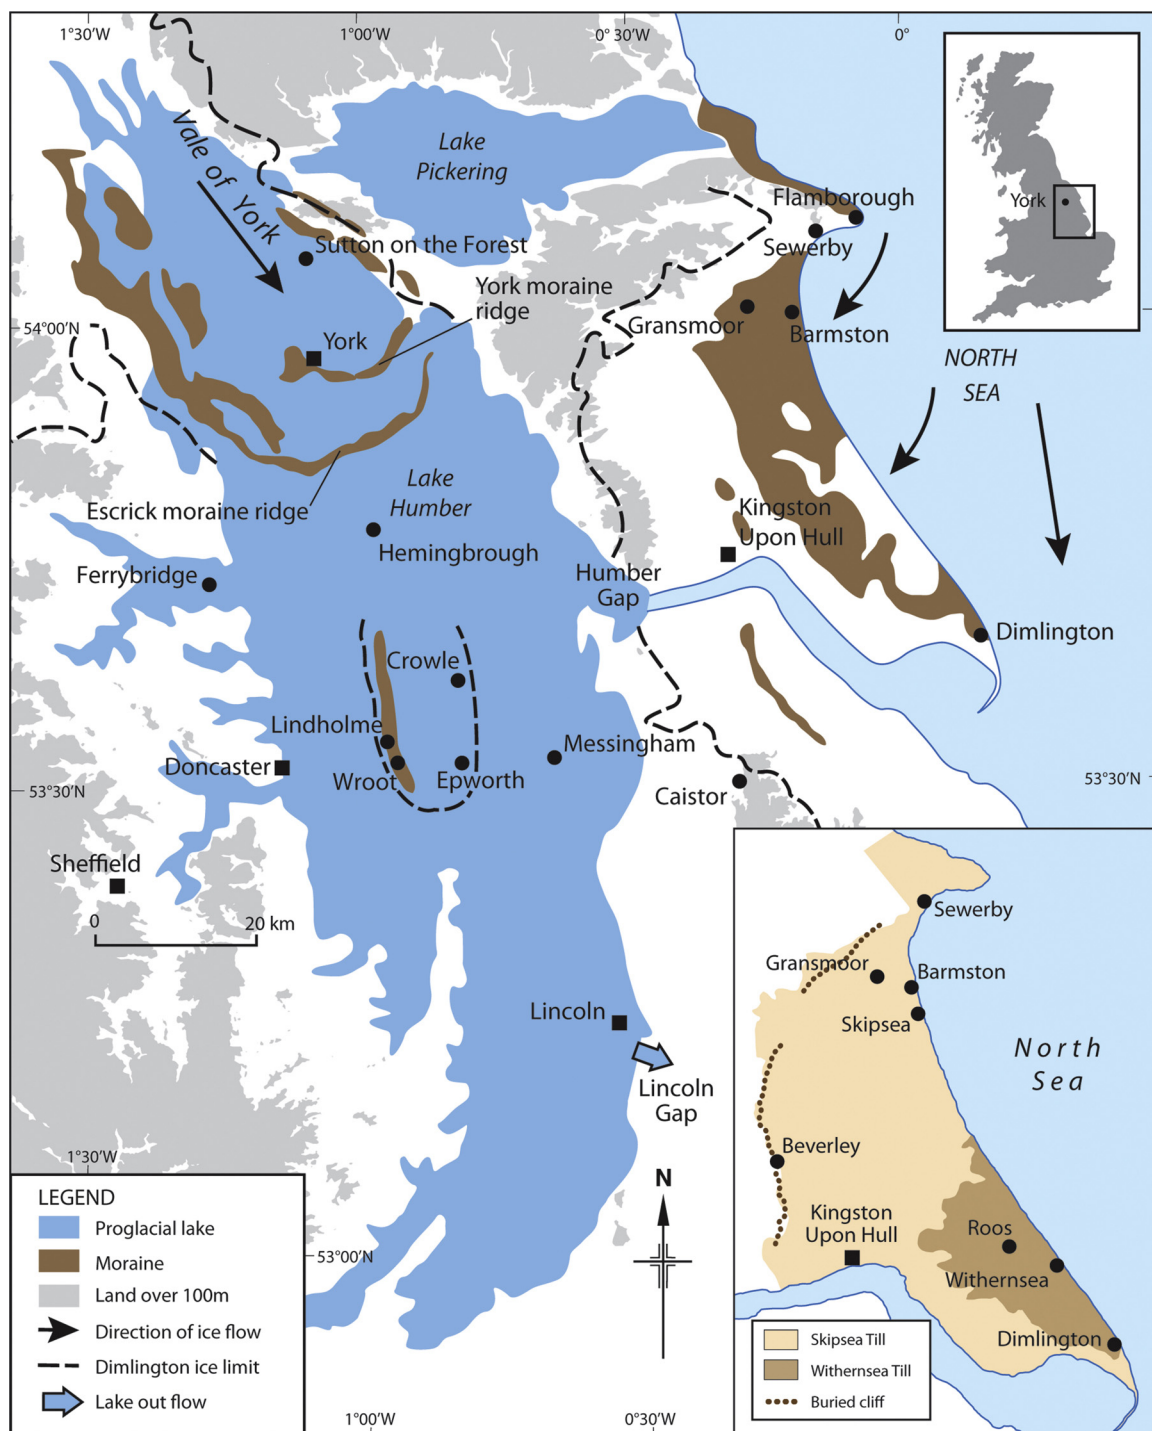 1°30′W
1°00′W
0°30′W
0°
Vale of York
Lake
Pickering
York
Flamborough
Sewerby
Sutton on the Forest
York moraine
ridge
Gransmoor
Barmston
54°00′N
York
NORTH
SEA
Lake
Humber
Escrick moraine ridge
Hemingbrough
Kingston
Upon Hull
Ferrybridge
Humber
Gap
Dimlington
Crowle
Lindholme
Messingham
Doncaster
Wroot
Epworth
Caistor
53°30′N
53°30′N
Sheffield
0
20 km
Lincoln
Lincoln
Gap
N
1°30′W
53°00′N
1°00′W
0°30′W
LEGEND
Proglacial lake
Moraine
Land over 100m
Direction of ice flow
Dimlington ice limit
Lake out flow
Sewerby
Gransmoor
Barmston
Skipsea
North
Sea
Beverley
Kingston
Upon Hull
Roos
Withernsea
Dimlington
Skipsea Till
Withernsea Till
Buried cliff